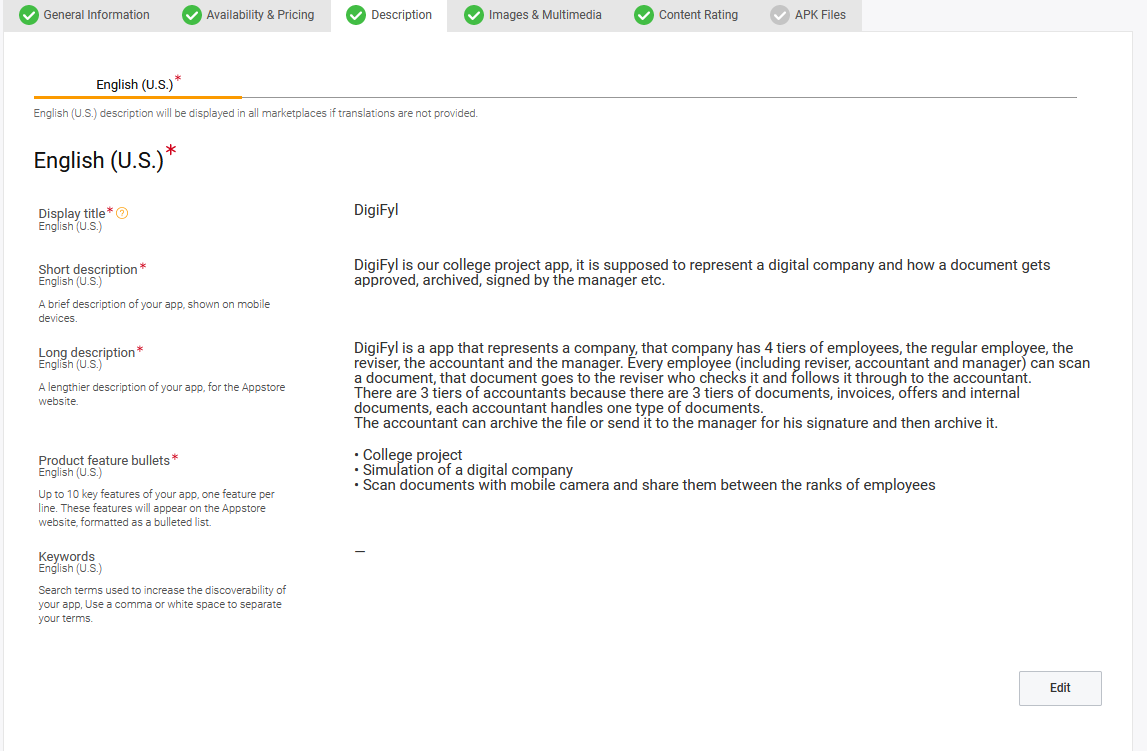 General Information
Availability & Pricing
Description
Images & Multimedia
Content Rating
APK Files
English (U.S.)*
English (U.S.) description will be displayed in all marketplaces if translations are not provided.
English (U.S.)*
Display title* ?
English (U.S.)
DigiFyl
Short description*
English (U.S.)
A brief description of your app, shown on mobile
devices.
DigiFyl is our college project app, it is supposed to represent a digital company and how a document gets
approved, archived, signed by the manager etc.
Long description*
English (U.S.)
A lengthier description of your app, for the Appstore
website.
DigiFyl is a app that represents a company, that company has 4 tiers of employees, the regular employee, the
reviser, the accountant and the manager. Every employee (including reviser, accountant and manager) can scan
a document, that document goes to the reviser who checks it and follows it through to the accountant.
There are 3 tiers of accountants because there are 3 tiers of documents, invoices, offers and internal
documents, each accountant handles one type of documents.
The accountant can archive the file or send it to the manager for his signature and then archive it.
Product feature bullets*
English (U.S.)
Up to 10 key features of your app, one feature per
line. These features will appear on the Appstore
website, formatted as a bulleted list.
• College project
• Simulation of a digital company
• Scan documents with mobile camera and share them between the ranks of employees
Keywords
English (U.S.)
Search terms used to increase the discoverability of
your app, Use a comma or white space to separate
your terms.
—
Edit